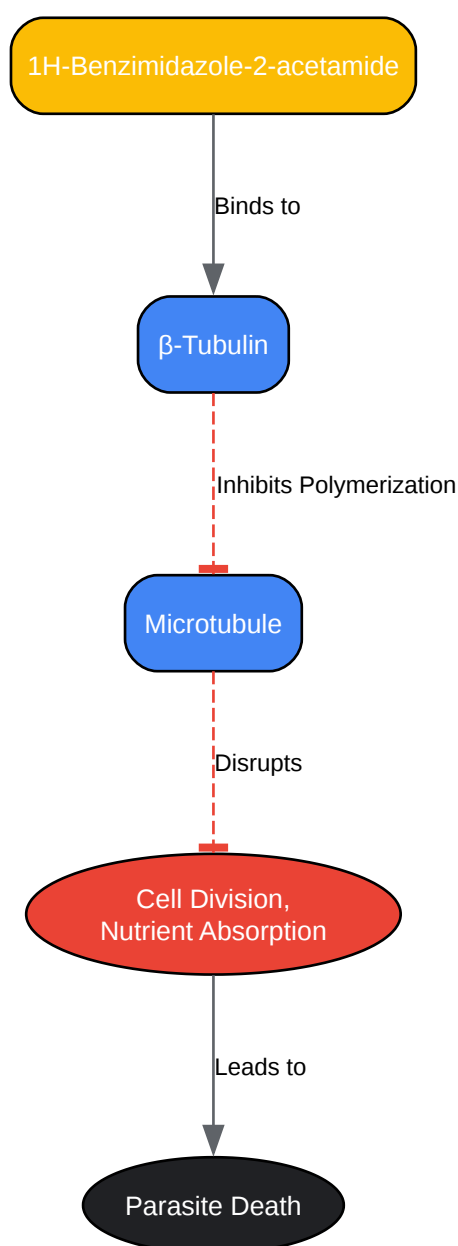 1H-Benzimidazole-2-acetamide
Binds to
β-Tubulin
Inhibits Polymerization
Microtubule
Disrupts
Cell Division,
Nutrient Absorption
Leads to
Parasite Death